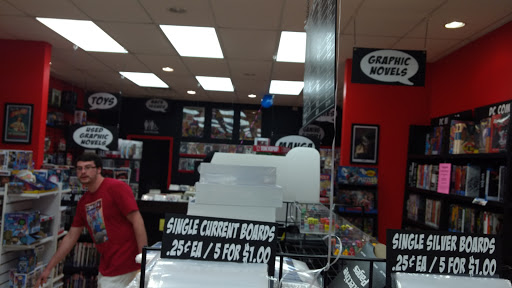 GRAPHIC
NOVELS
TOYS
USED
GRAPHIC
NOVELS
MANGA
DC COM
SINGLE CURRENT BOARDS
.25¢ EA / 5 FOR $1.00
SINGLE SILVER BOARDS
.25¢ EA / 5 FOR $1.00